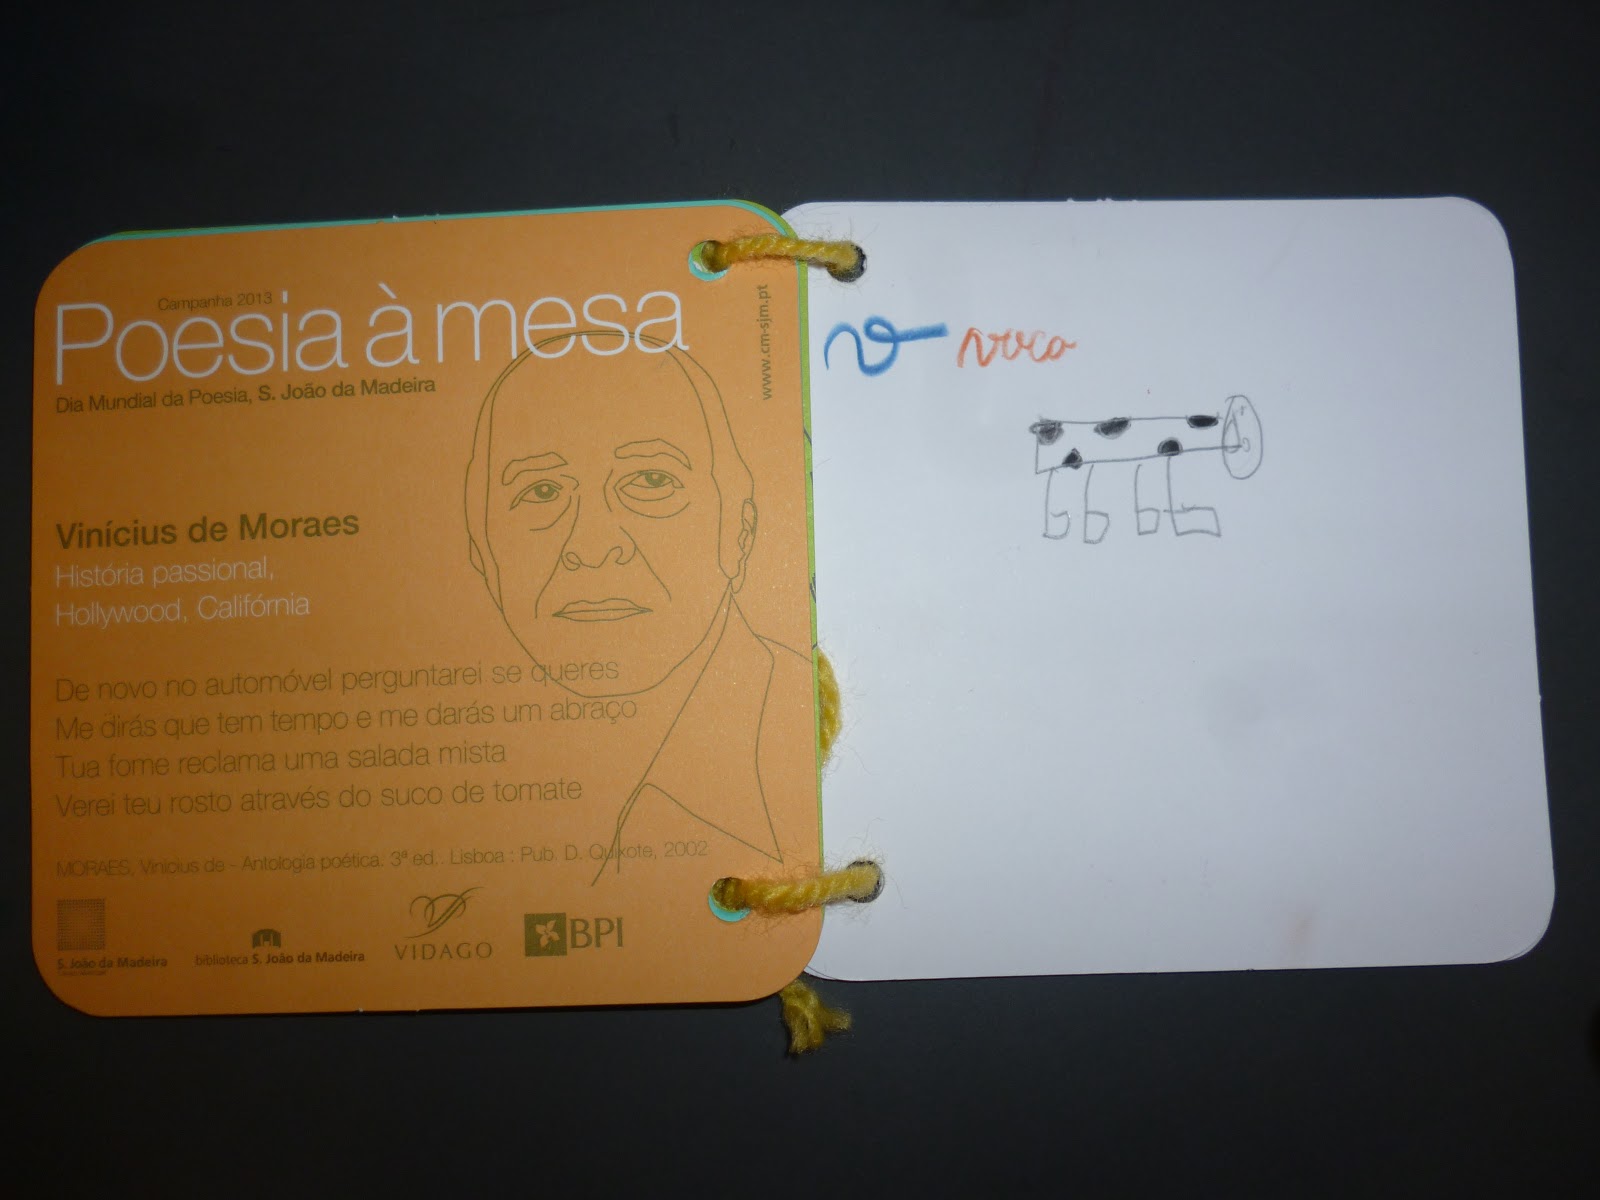 Campanha 2013
Poesia à mesa
Dia Mundial da Poesia, S. João da Madeira
www.cm-sjm.pt
Vinícius de Moraes
História passional,
Hollywood, Califórnia
De novo no automóvel perguntarei se queres
Me dirás que tem tempo e me darás um abraço
Tua fome reclama uma salada mista
Verei teu rosto através do suco de tomate
MORAES, Vinicius de - Antologia poética. 3ª ed.. Lisboa : Pub. D. Quixote, 2002
S. João da Madeira
biblioteca S. João da Madeira
VIDAGO
BPI
v - vaca